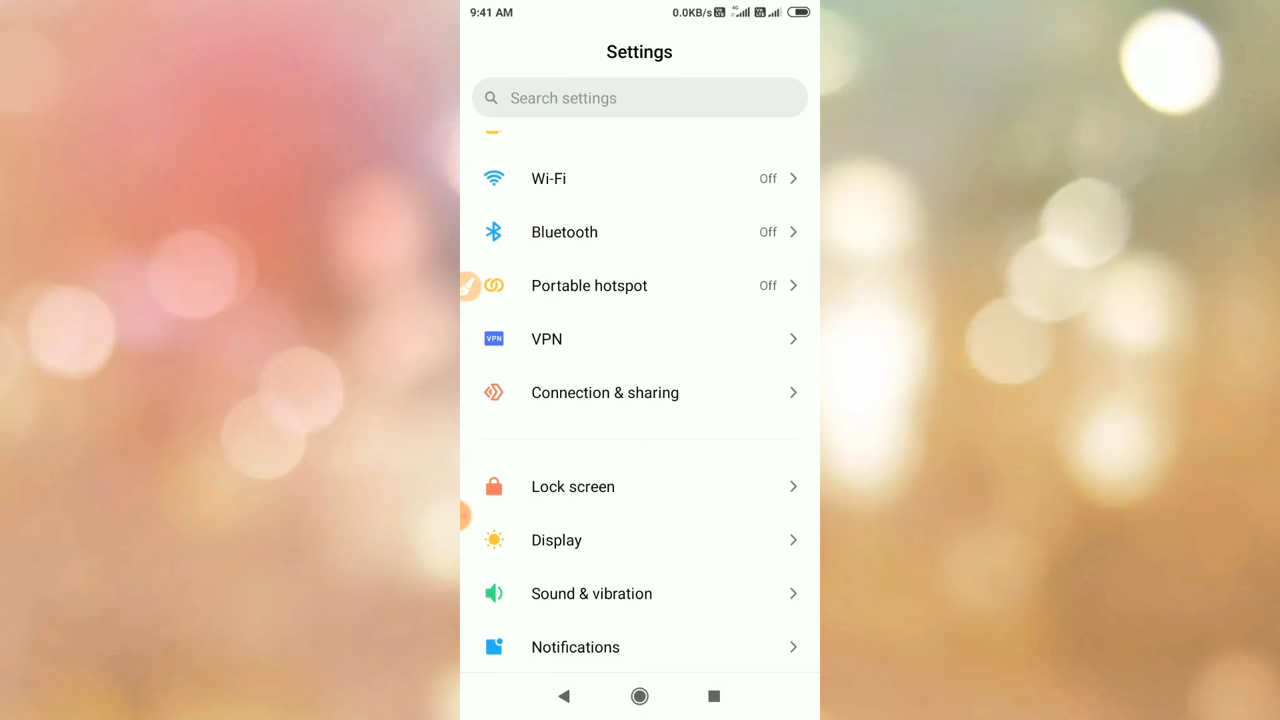 9:41 AM 0.0KB/s 4G
Settings
Search settings
Wi-Fi Off
Bluetooth Off
Portable hotspot Off
VPN VPN
Connection & sharing
Lock screen
Display
Sound & vibration
Notifications